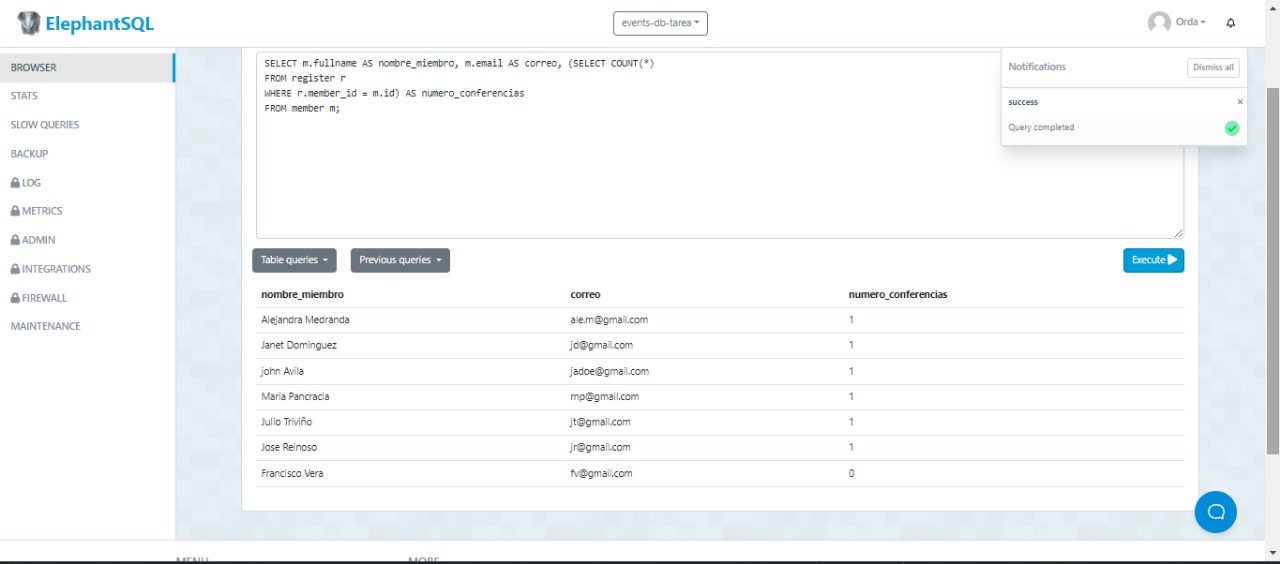 ElephantSQL
events-db-tarea
Orda
BROWSER
STATS
SLOW QUERIES
BACKUP
LOG
METRICS
ADMIN
INTEGRATIONS
FIREWALL
MAINTENANCE
SELECT m.fullname AS nombre_miembro, m.email AS correo, (SELECT COUNT(*)
FROM register r
WHERE r.member_id = m.id) AS numero_conferencias
FROM member m;
Notifications Dismiss all
success ×
Query completed
Table queries Previous queries Execute
nombre_miembro correo numero_conferencias
Alejandra Medranda ale.m@gmail.com 1
Janet Dominguez jd@gmail.com 1
john Avila jadoe@gmail.com 1
Maria Pancracia mp@gmail.com 1
Julio Triviño jt@gmail.com 1
Jose Reinoso jr@gmail.com 1
Francisco Vera fv@gmail.com 0
MENU MORE